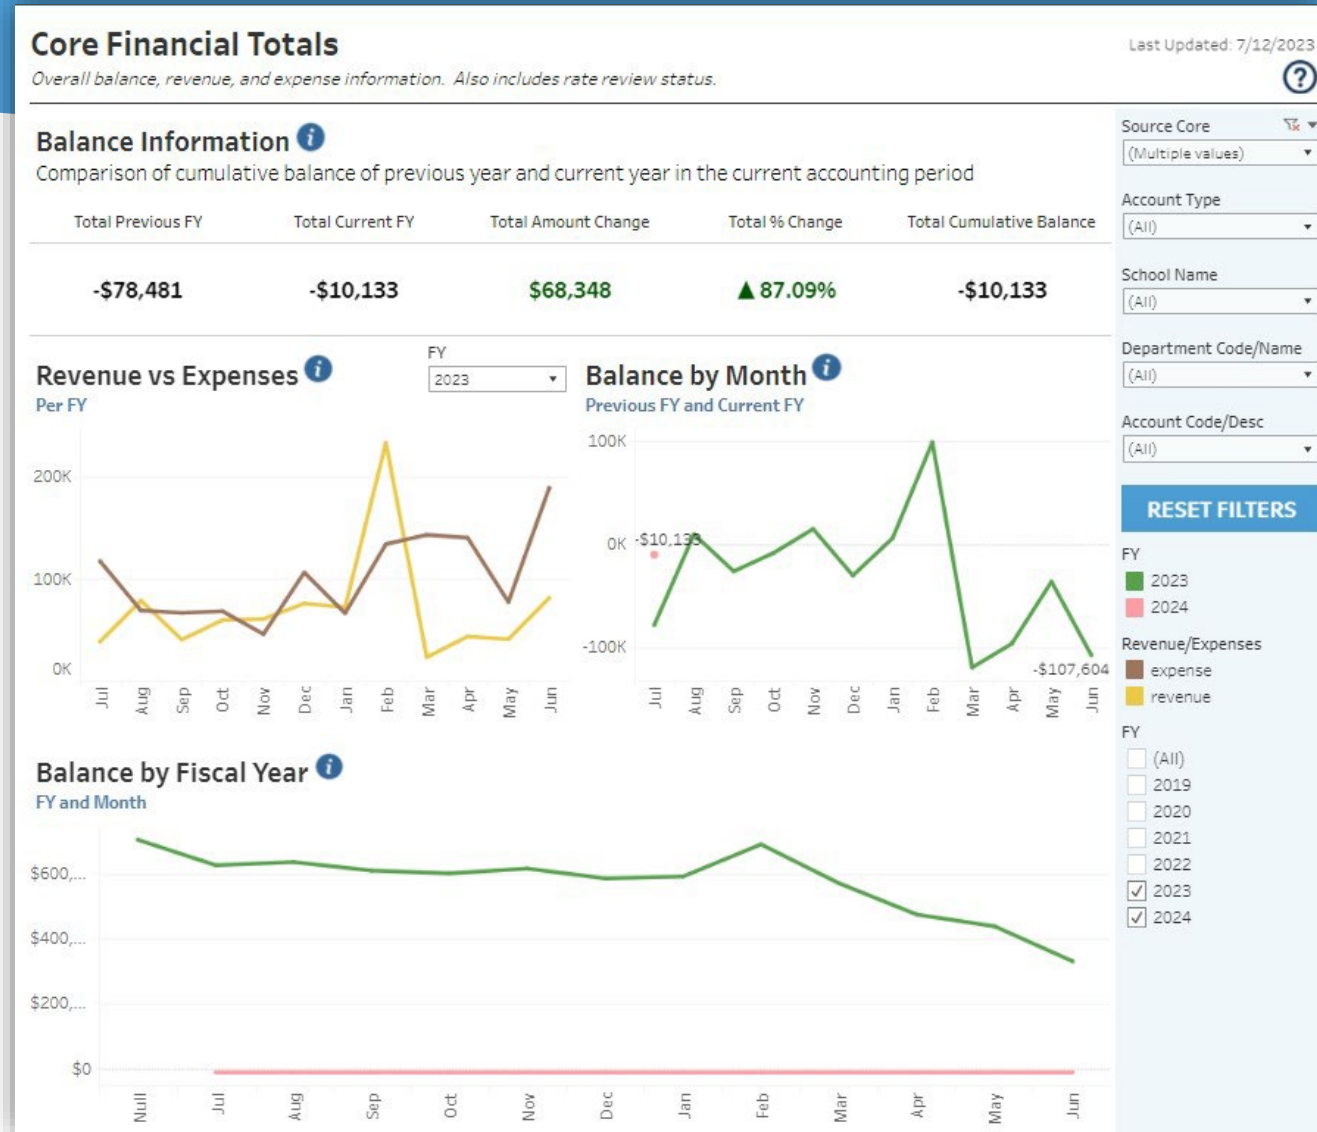 Core Financial Totals
Last Updated: 7/12/2023
Overall balance, revenue, and expense information. Also includes rate review status.
?
Balance Information i
Comparison of cumulative balance of previous year and current year in the current accounting period
Total Previous FY Total Current FY Total Amount Change Total % Change Total Cumulative Balance
-$78,481 -$10,133 $68,348 ▲ 87.09% -$10,133
Revenue vs Expenses i
Per FY
FY
2023
200K
100K
0K
Jul Aug Sep Oct Nov Dec Jan Feb Mar Apr May Jun
Balance by Month i
Previous FY and Current FY
100K
0K
-100K
-$10,133
-$107,604
Jul Aug Sep Oct Nov Dec Jan Feb Mar Apr May Jun
Balance by Fiscal Year i
FY and Month
$600,...
$400,...
$200,...
$0
Null Jul Aug Sep Oct Nov Dec Jan Feb Mar Apr May Jun
Source Core
(Multiple values)
Account Type
(All)
School Name
(All)
Department Code/Name
(All)
Account Code/Desc
(All)
RESET FILTERS
FY
2023
2024
Revenue/Expenses
expense
revenue
FY
(All)
2019
2020
2021
2022
2023
2024